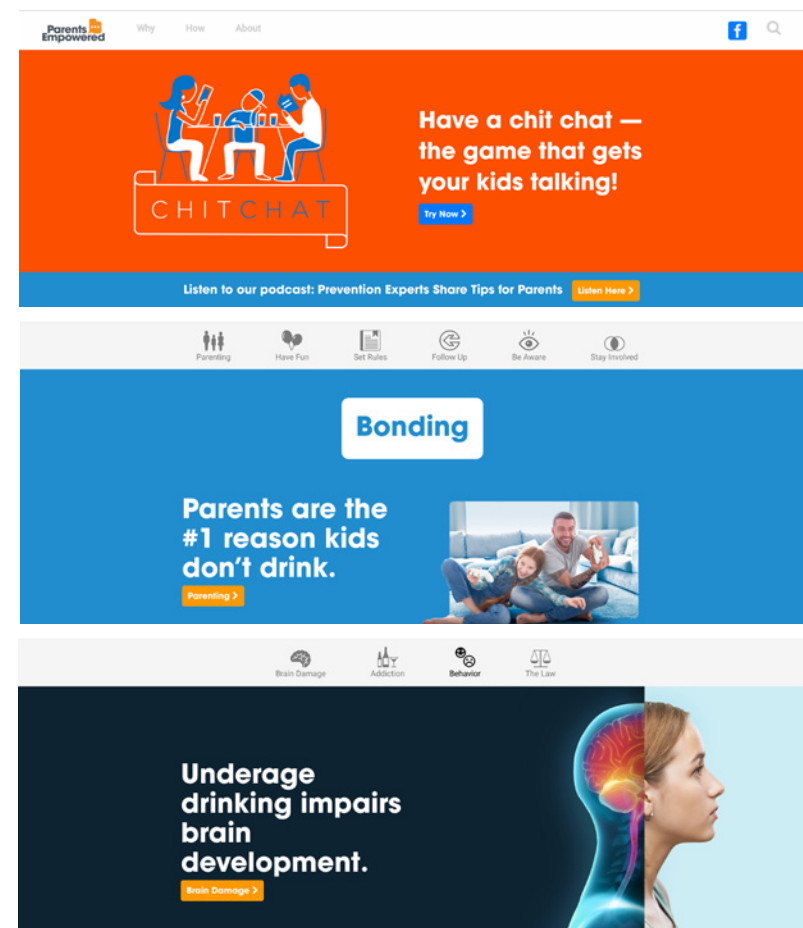 Parents
Empowered
Why How About
f
Have a chit chat —
the game that gets
your kids talking!
CHITCHAT
Try Now >
Listen to our podcast: Prevention Experts Share Tips for Parents Listen Here >
Parenting Have Fun Set Rules Follow Up Be Aware Stay Involved
Bonding
Parents are the
#1 reason kids
don't drink.
Parenting >
Brain Damage Addiction Behavior The Law
Underage
drinking impairs
brain
development.
Brain Damage >